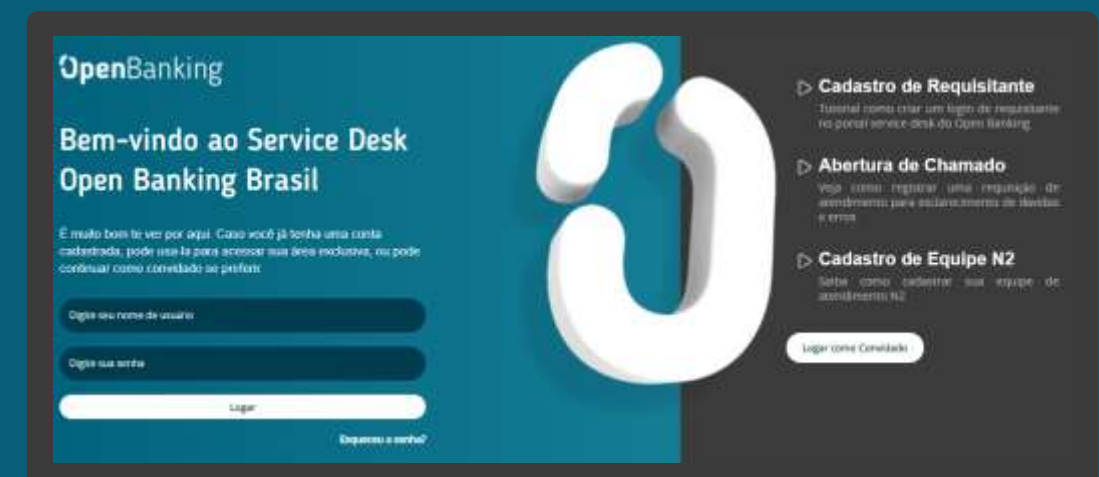 OpenBanking
Bem-vindo ao Service Desk
Open Banking Brasil
É muito bom te ver por aqui. Caso você já tenha uma conta
cadastrada, pode usa-la para acessar sua área exclusiva, ou pode
continuar como convidado se preferir.
Digite seu nome de usuário
Digite sua senha
Logar
Esqueceu a senha?
Cadastro de Requisitante
Tutorial como criar um login de requisitante
no portal service desk do Open Banking
Abertura de Chamado
Veja como registrar uma requisição de
atendimento para esclarecimento de dúvidas
e erros
Cadastro de Equipe N2
Saiba como cadastrar sua equipe de
atendimento N2
Logar como Convidado